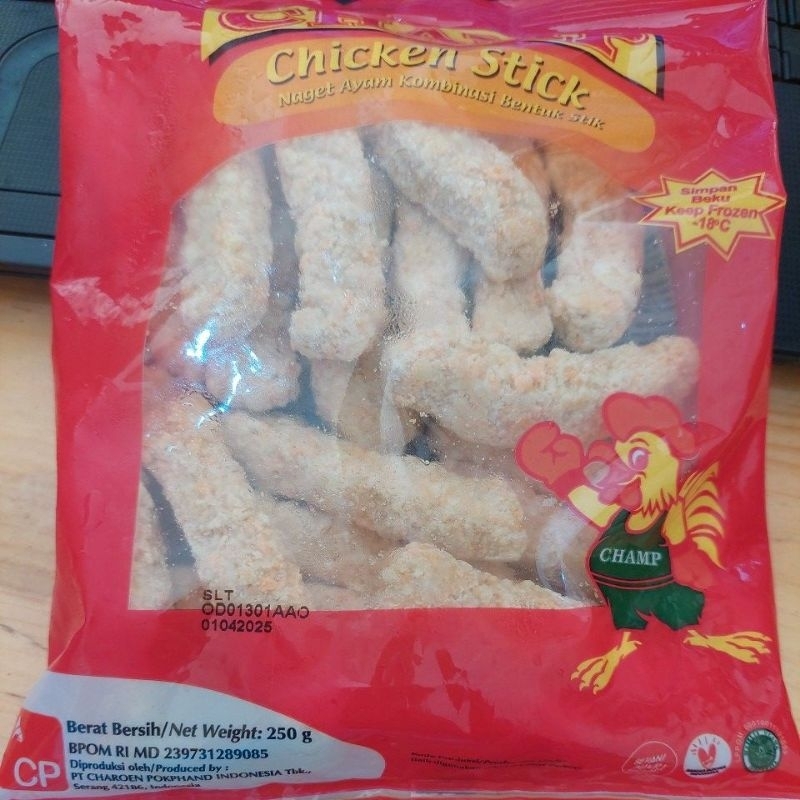 Chicken Stick
Naget Ayam Kombinasi Bentuk Stik
Simpan
Beku
Keep Frozen
-18°C
CHAMP
SLT
OD01301AAO
01042025
Berat Bersih/Net Weight: 250 g
BPOM RI MD 239731289085
Diproduksi oleh/Produced by :
PT CHAROEN POKPHAND INDONESIA Tbk.,
Serang 42186, Indonesia
CP